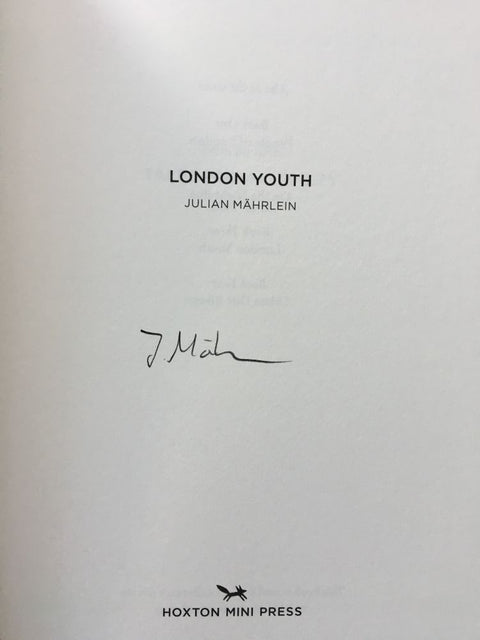 LONDON YOUTH
JULIAN MÄHRLEIN
J. Mäh
HOXTON MINI PRESS